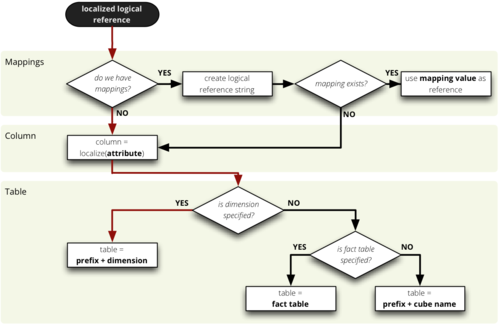 localized logical
reference
Mappings
do we have
mappings?
YES
create logical
reference string
mapping exists?
YES
use mapping value as
reference
NO
NO
Column
column =
localize(attribute)
Table
YES
is dimension
specified?
NO
table =
prefix + dimension
YES
is fact table
specified?
NO
table =
fact table
table =
prefix + cube name